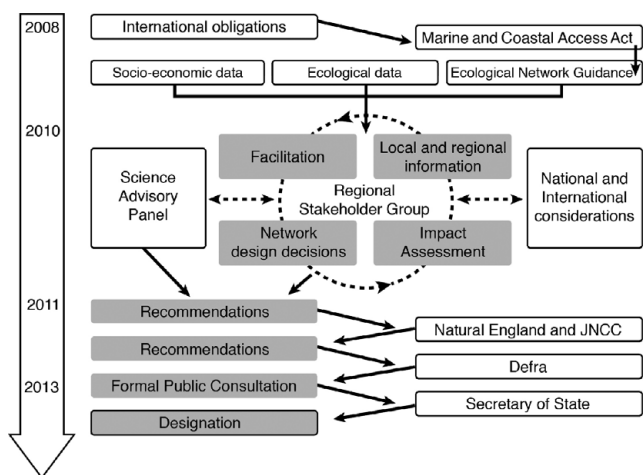 2008
International obligations
Marine and Coastal Access Act
Socio-economic data
Ecological data
Ecological Network Guidance
2010
Facilitation
Local and regional
information
Science
Advisory
Panel
Regional
Stakeholder Group
National and
International
considerations
Network
design decisions
Impact
Assessment
2011
Recommendations
Natural England and JNCC
Recommendations
Defra
2013
Formal Public Consultation
Secretary of State
Designation